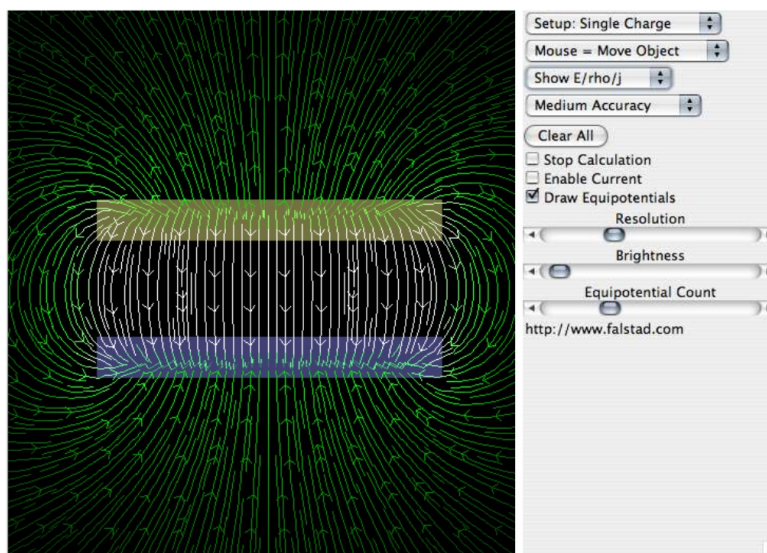 Setup: Single Charge
Mouse = Move Object
Show E/rho/j
Medium Accuracy
Clear All
Stop Calculation
Enable Current
Draw Equipotentials
Resolution
Brightness
Equipotential Count
http://www.falstad.com